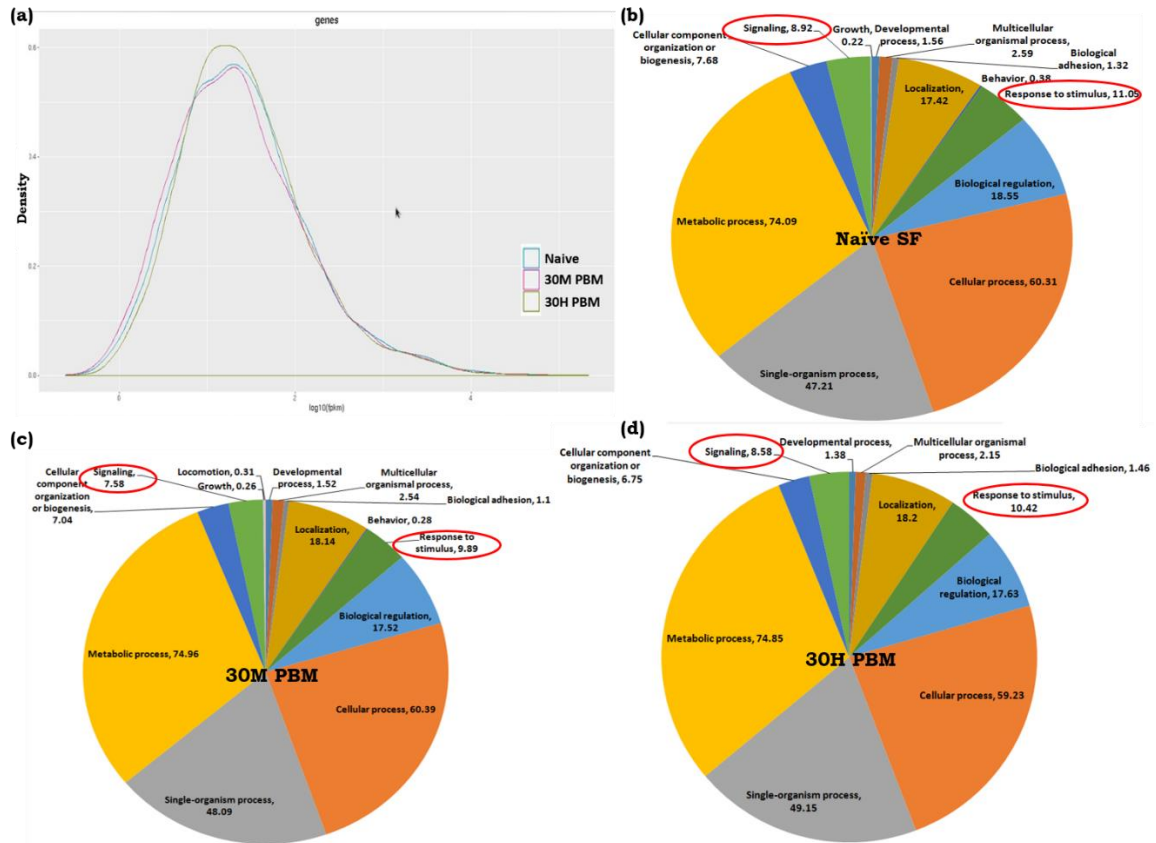 (a)
genes
0.6
0.4
0.2
0.0
Density
0
2
4
log10(fpkm)
Naive
30M PBM
30H PBM
(b)
Signaling, 8.92
Cellular component
organization or
biogenesis, 7.68
Growth,
0.22
Developmental
process, 1.56
Multicellular
organismal process,
2.59
Biological
adhesion, 1.32
Behavior, 0.38
Response to stimulus, 11.05
Localization,
17.42
Biological regulation,
18.55
Metabolic process, 74.09
Naïve SF
Cellular process, 60.31
Single-organism process,
47.21
(c)
Cellular
component
organization
or biogenesis,
7.04
Signaling,
7.58
Locomotion, 0.31
Growth, 0.26
Developmental
process, 1.52
Multicellular
organismal process,
2.54
Biological adhesion, 1.1
Behavior, 0.28
Response to
stimulus, 9.89
Localization,
18.14
Biological regulation,
17.52
Metabolic process, 74.96
30M PBM
Cellular process, 60.39
Single-organism process,
48.09
(d)
Cellular component
organization or
biogenesis, 6.75
Signaling, 8.58
Developmental process,
1.38
Multicellular organismal
process, 2.15
Biological adhesion, 1.46
Response to stimulus,
10.42
Localization,
18.2
Biological
regulation, 17.63
Metabolic process, 74.85
30H PBM
Cellular process, 59.23
Single-organism process,
49.15